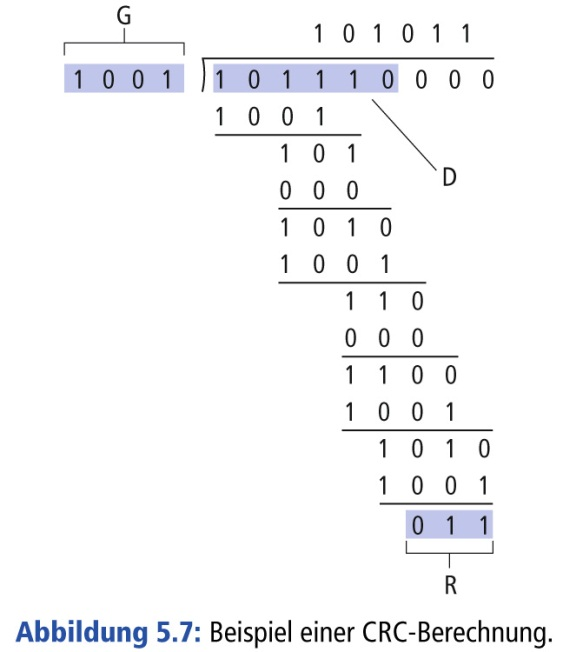 G
1 0 1 0 1 1
1 0 0 1 1 0 1 1 1 0 0 0 0
1 0 0 1
D
1 0 1
0 0 0
1 0 1 0
1 0 0 1
1 1 0
0 0 0
1 1 0 0
1 0 0 1
1 0 1 0
1 0 0 1
0 1 1
R
Abbildung 5.7: Beispiel einer CRC-Berechnung.